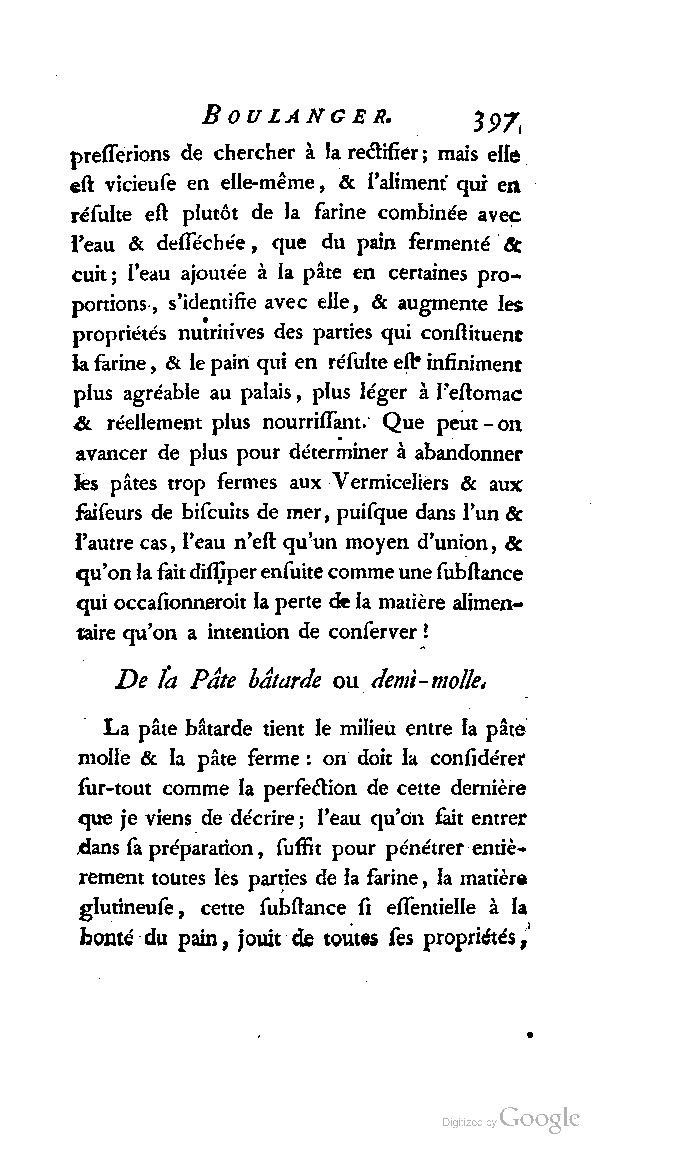 BOULANGER. 397
preſſerions de chercher à la rectifier ; mais elle
eſt vicieuſe en elle-même, & l'aliment qui en
réſulte eſt plutôt de la farine combinée avec
l'eau & deſſéchée, que du pain fermenté &
cuit ; l'eau ajoutée à la pâte en certaines pro-
portions, s'identifie avec elle, & augmente les
propriétés nutritives des parties qui conſtituent
la farine, & le pain qui en réſulte eſt infiniment
plus agréable au palais, plus léger à l'eſtomac
& réellement plus nourriſſant. Que peut-on
avancer de plus pour déterminer à abandonner
les pâtes trop fermes aux Vermiceliers & aux
faiſeurs de biſcuits de mer, puiſque dans l'un &
l'autre cas, l'eau n'eſt qu'un moyen d'union, &
qu'on la fait diſſiper enſuite comme une ſubſtance
qui occaſionneroit la perte de la matière alimen-
taire qu'on a intention de conſerver !
De la Pâte bâtarde ou demi-molle.
La pâte bâtarde tient le milieu entre la pâte
molle & la pâte ferme : on doit la conſidérer
ſur-tout comme la perfection de cette dernière
que je viens de décrire ; l'eau qu'on fait entrer
dans ſa préparation, ſuffit pour pénétrer entiè-
rement toutes les parties de la farine, la matière
glutineuſe, cette ſubſtance ſi eſſentielle à la
bonté du pain, jouit de toutes ſes propriétés,
Digitized by Google